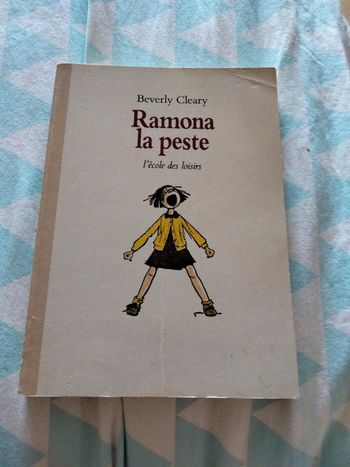 Beverly Cleary
Ramona
la peste
l'école des loisirs